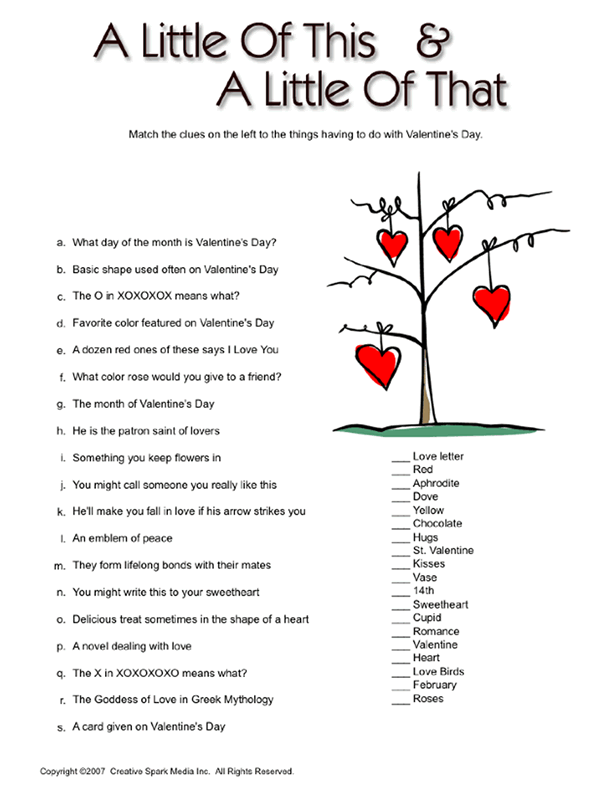 A Little Of This &
A Little Of That
Match the clues on the left to the things having to do with Valentine's Day.
a. What day of the month is Valentine's Day?
b. Basic shape used often on Valentine's Day
c. The O in XOXOXOX means what?
d. Favorite color featured on Valentine's Day
e. A dozen red ones of these says I Love You
f. What color rose would you give to a friend?
g. The month of Valentine's Day
h. He is the patron saint of lovers
i. Something you keep flowers in
j. You might call someone you really like this
k. He'll make you fall in love if his arrow strikes you
l. An emblem of peace
m. They form lifelong bonds with their mates
n. You might write this to your sweetheart
o. Delicious treat sometimes in the shape of a heart
p. A novel dealing with love
q. The X in XOXOXOXO means what?
r. The Goddess of Love in Greek Mythology
s. A card given on Valentine's Day
___ Love letter
___ Red
___ Aphrodite
___ Dove
___ Yellow
___ Chocolate
___ Hugs
___ St. Valentine
___ Kisses
___ Vase
___ 14th
___ Sweetheart
___ Cupid
___ Romance
___ Valentine
___ Heart
___ Love Birds
___ February
___ Roses
Copyright ©2007 Creative Spark Media Inc. All Rights Reserved.